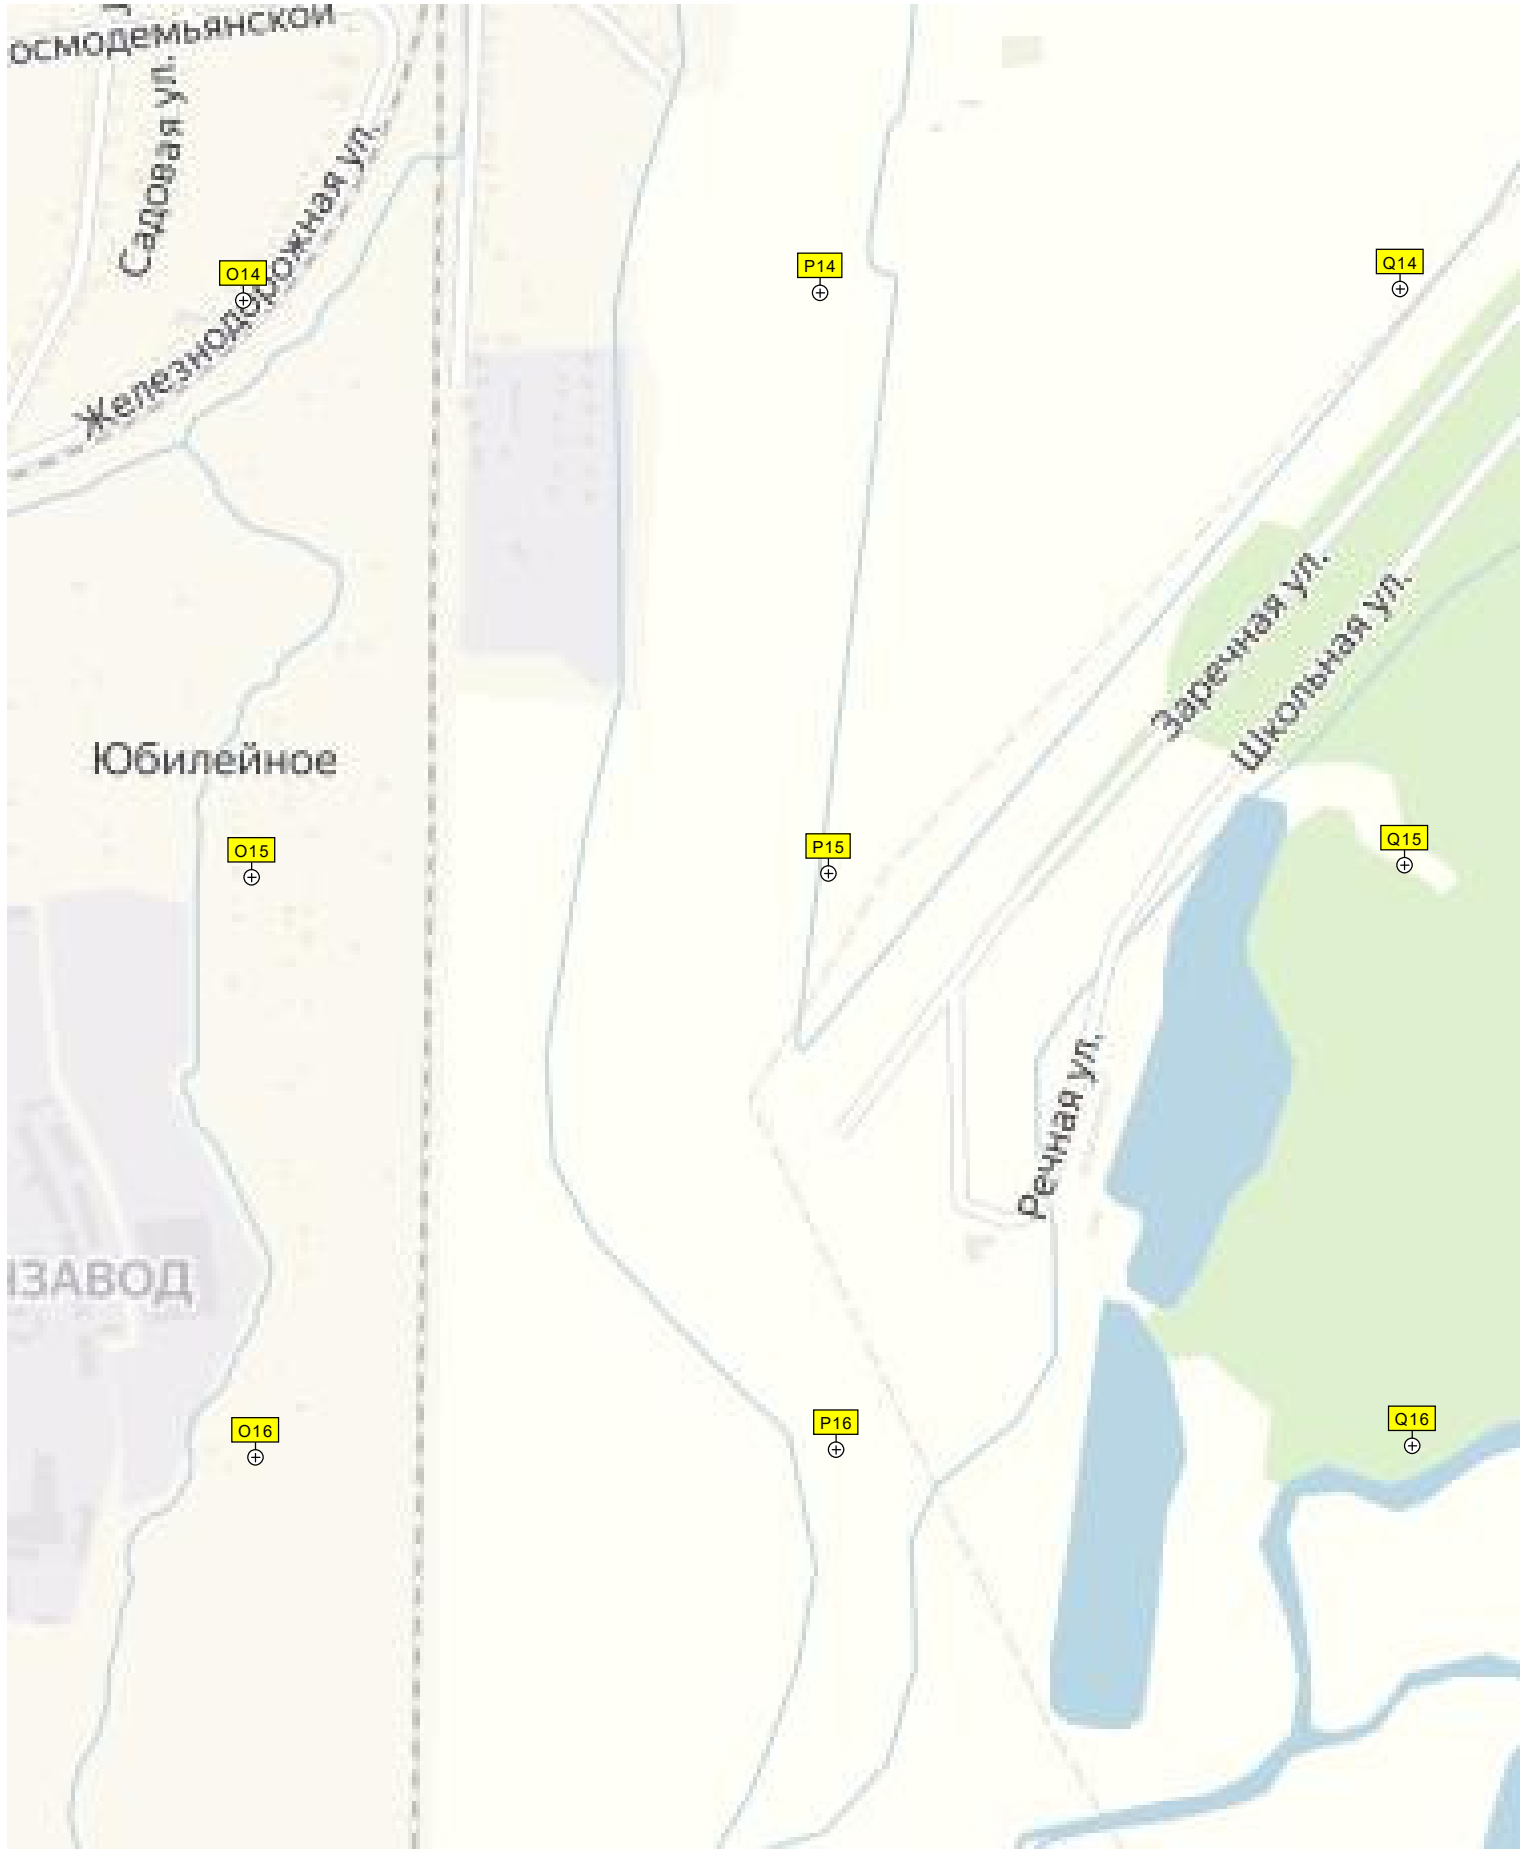 осмодемьянской
Садовая ул.
Железнодорожная ул.
O14
P14
Q14
Заречная ул.
Школьная ул.
Юбилейное
O15
P15
Q15
Речная ул.
НЗАВОД
O16
P16
Q16